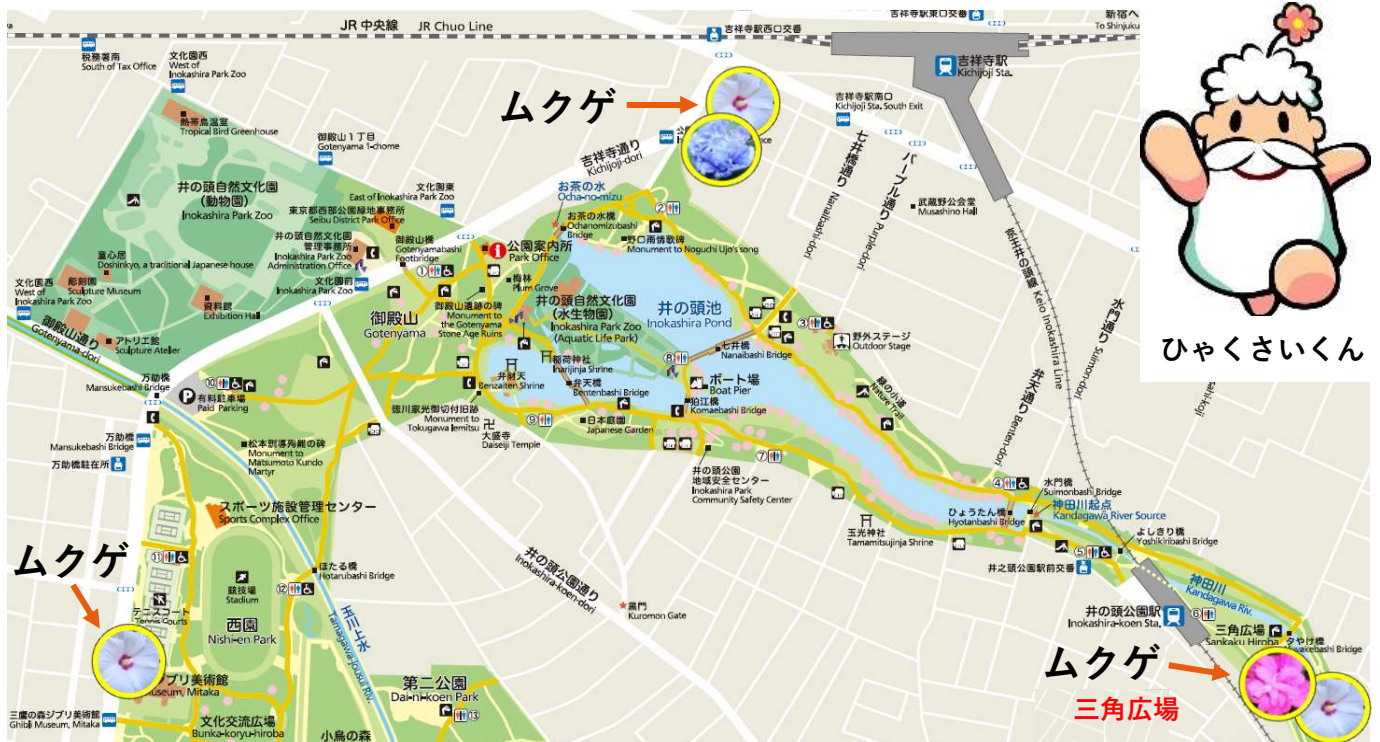 JR 中央線 JR Chuo Line
吉祥寺駅東口交番
新宿へ
To Shinjuku
吉祥寺駅西口交番
税務署南
South of Tax Office
文化園西
West of
Inokashira Park Zoo
吉祥寺駅
Kichijoji Sta.
ムクゲ
吉祥寺駅南口
Kichijoji Sta. South Exit
熱帯鳥温室
Tropical Bird Greenhouse
御殿山1丁目
Gotenyama 1-chome
吉祥寺通り
Kichijoji-dori
七井橋通り Nanaibashi-dori
パープル通り Purple-dori
武蔵野公会堂
Musashino Hall
京王井の頭線 Keio Inokashira Line
水門通り Suimon-dori
ひゃくさいくん
井の頭自然文化園
(動物園)
Inokashira Park Zoo
文化園東
East of Inokashira Park Zoo
東京都西部公園緑地事務所
Seibu District Park Office
井の頭自然文化園
管理事務所
Inokashira Park Zoo
Administration Office
文化園前
Inokashira Park Zoo
御殿山橋
Gotenyamabashi
Footbridge
お茶の水
Ocha-no-mizu
お茶の水橋
Ochanomizubashi
Bridge
②
野口雨情歌碑
Monument to Noguchi Ujo's song
公園案内所
Park Office
①
梅林
Plum Grove
童心居
Doshinkyo, a traditional Japanese house
彫刻園
Sculpture Museum
文化園西
West of
Inokashira Park Zoo
資料館
Exhibition Hall
アトリエ館
Sculpture Atelier
御殿山通り
Gotenyama-dori
御殿山
Gotenyama
御殿山遺跡の碑
Monument to
the Gotenyama
Stone Age Ruins
井の頭自然文化園
(水生物園)
Inokashira Park Zoo
(Aquatic Life Park)
井の頭池
Inokashira Pond
③
野外ステージ
Outdoor Stage
七井橋
Nanaibashi Bridge
⑧
ボート場
Boat Pier
狛江橋
Komaebashi Bridge
稲荷神社
Inarijinja Shrine
井財天
Benzaiten Shrine
弁天橋
Bentenbashi Bridge
緑の小道
Nature Trail
弁天通り Benten-dori
万助橋
Mansukebashi Bridge
P
有料駐車場
Paid Parking
⑩
徳川家光御切付旧跡
Monument to
Tokugawa Iemitsu
大盛寺
Daiseiji Temple
⑨
日本庭園
Japanese Garden
⑦
井の頭公園
地域安全センター
Inokashira Park
Community Safety Center
万助橋
Mansukebashi Bridge
万助橋駐在所
松本訓導殉難の碑
Monument to
Matsumoto Kundo
Martyr
スポーツ施設管理センター
Sports Complex Office
玉光神社
Tamamitsujinja Shrine
④
水門橋
Suimonbashi Bridge
ひょうたん橋
Hyotanbashi Bridge
神田川起点
Kandagawa River Source
よしきり橋
Yoshikiribashi Bridge
⑤
井之頭公園駅前交番
神田川
Kandagawa Riv.
井の頭公園駅
Inokashira-koen Sta.
⑥
三角広場
Sankaku Hiroba
夕やけ橋
井の頭公園通り
Inokashira-koen-dori
黒門
Kuromon Gate
ムクゲ
⑪
テニスコート
Tennis Courts
競技場
Stadium
西園
Nishi-en Park
⑫
ほたる橋
Hotarubashi Bridge
玉川上水
Tamagawa-josui Riv.
ムクゲ
三角広場
ジブリ美術館
Museum, Mitaka
三鷹の森ジブリ美術館
Ghibli Museum, Mitaka
文化交流広場
Bunka-koryu-hiroba
第二公園
Dai-ni-koen Park
⑬
小鳥の森